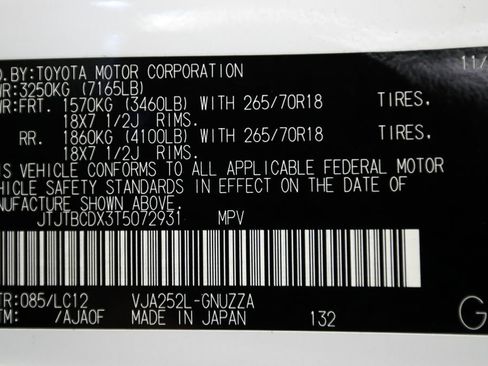 D.BY:TOYOTA MOTOR CORPORATION 11/
WR:3250KG (7165LB)
WR:FRT. 1570KG (3460LB) WITH 265/70R18 TIRES,
18X7 1/2J RIMS.
RR. 1860KG (4100LB) WITH 265/70R18 TIRES,
18X7 1/2J RIMS.
IS VEHICLE CONFORMS TO ALL APPLICABLE FEDERAL MOTOR
EHICLE SAFETY STANDARDS IN EFFECT ON THE DATE OF
NUFACTURE SHOWN ABOVE.
JTJTBCDX3T5072931 MPV
TR:085/LC12 VJA252L-GNUZZA
TM: /AJA0F MADE IN JAPAN 132 G